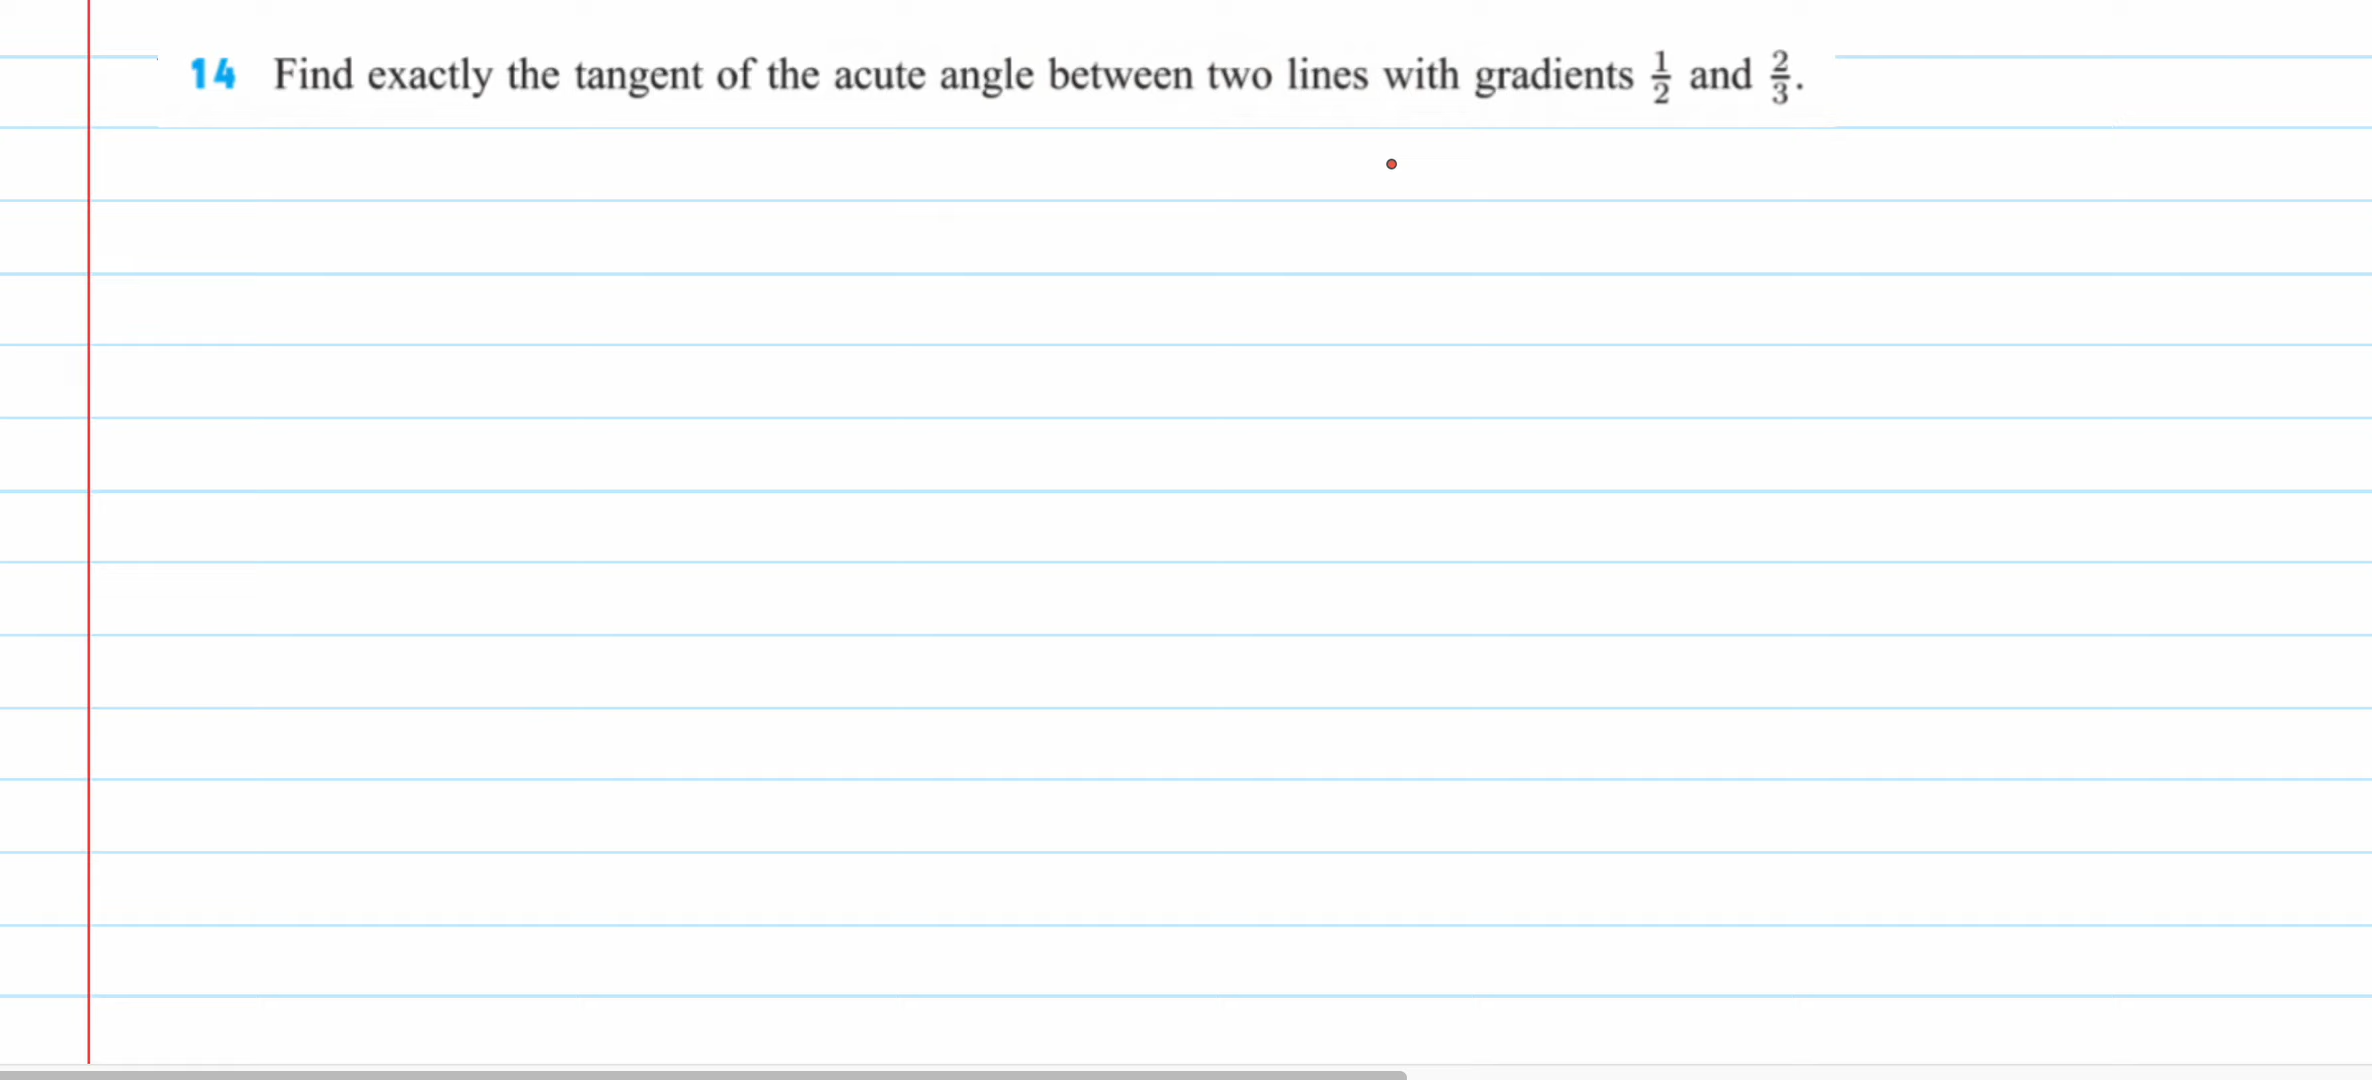 14 Find exactly the tangent of the acute angle between two lines with gradients 1/2 and 2/3.